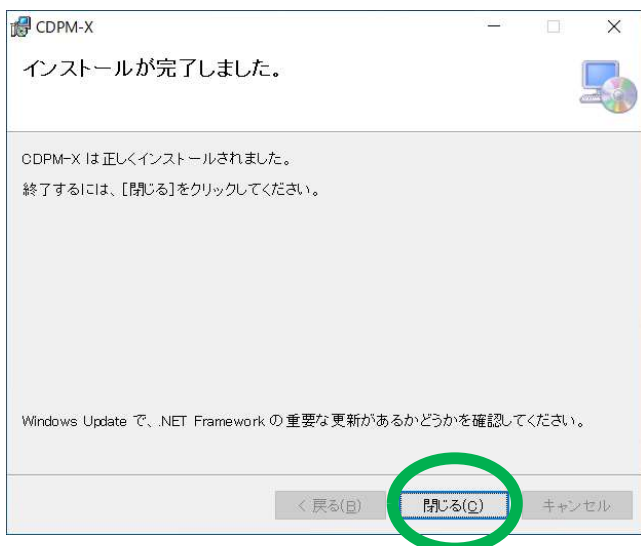 CDPM-X
インストールが完了しました。
CDPM-X は正しくインストールされました。
終了するには、[閉じる]をクリックしてください。
Windows Update で、.NET Framework の重要な更新があるかどうかを確認してください。
< 戻る(B) 閉じる(C) キャンセル